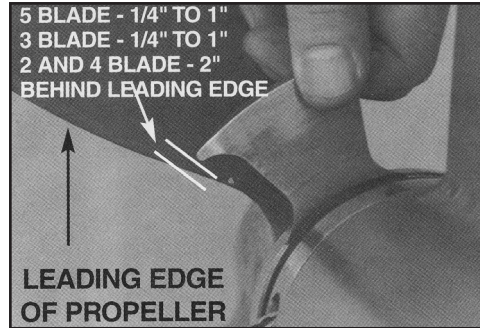 5 BLADE - 1/4" TO 1"
3 BLADE - 1/4" TO 1"
2 AND 4 BLADE - 2"
BEHIND LEADING EDGE
LEADING EDGE
OF PROPELLER